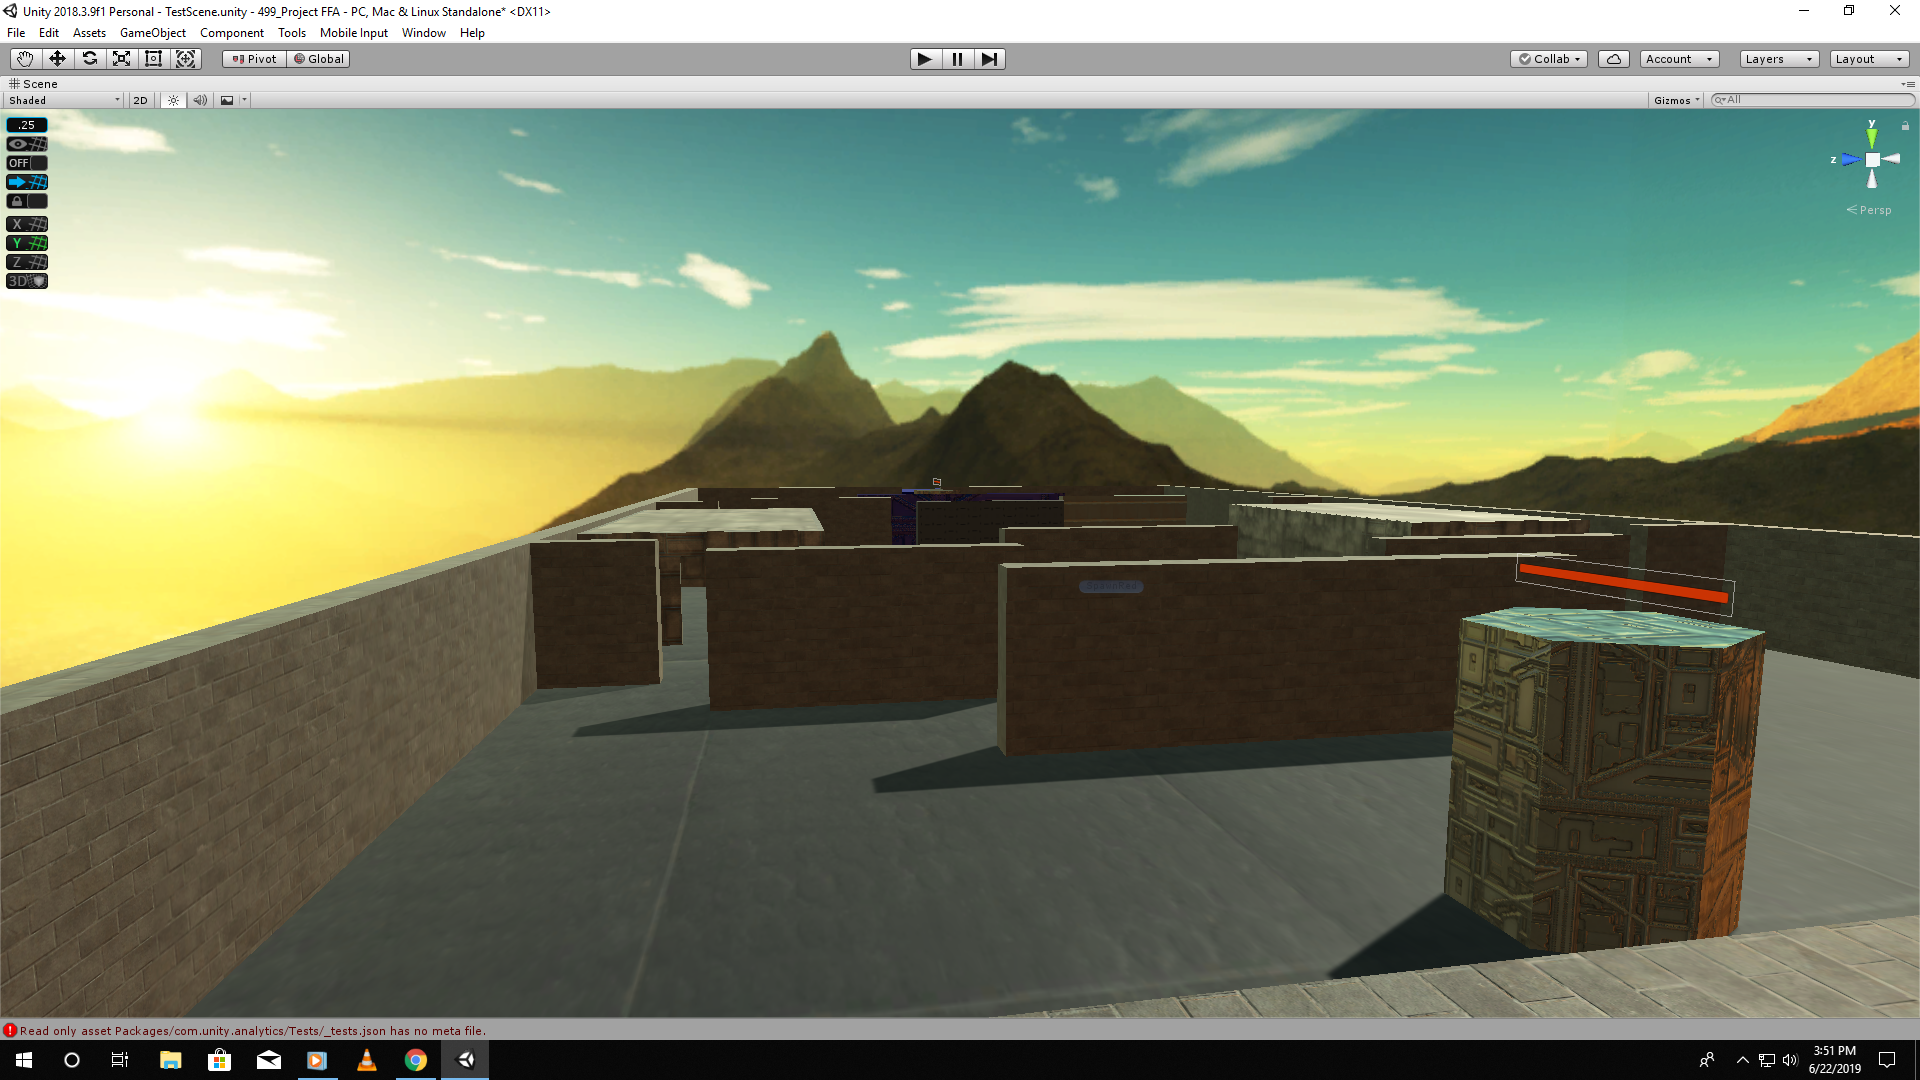 Unity 2018.3.9f1 Personal - TestScene.unity - 499_Project FFA - PC, Mac & Linux Standalone* <DX11>
File Edit Assets GameObject Component Tools Mobile Input Window Help
Pivot Global Collab Account Layers Layout
Scene
Shaded 2D Gizmos All
.25
OFF
X
Y
Z
3D
y
z
Persp
Read only asset Packages/com.unity.analytics/Tests/_tests.json has no meta file.
3:51 PM
6/22/2019